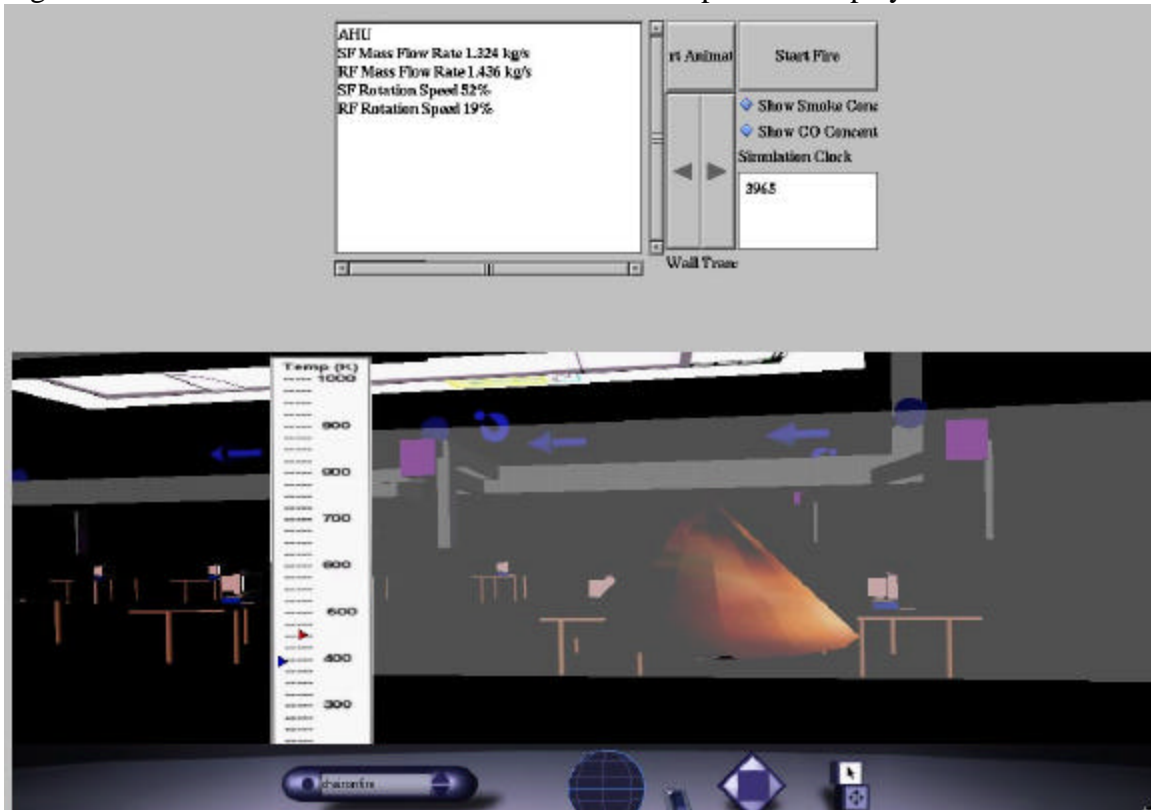 AHU
SF Mass Flow Rate 1.324 kg/s
RF Mass Flow Rate 1.436 kg/s
SF Rotation Speed 52%
RF Rotation Speed 19%
rt Animat
Start Fire
Show Smoke Conc
Show CO Concent
Simulation Clock
3965
Wall Trans
Temp (K)
1000
900
800
700
600
500
400
300
chaironfire